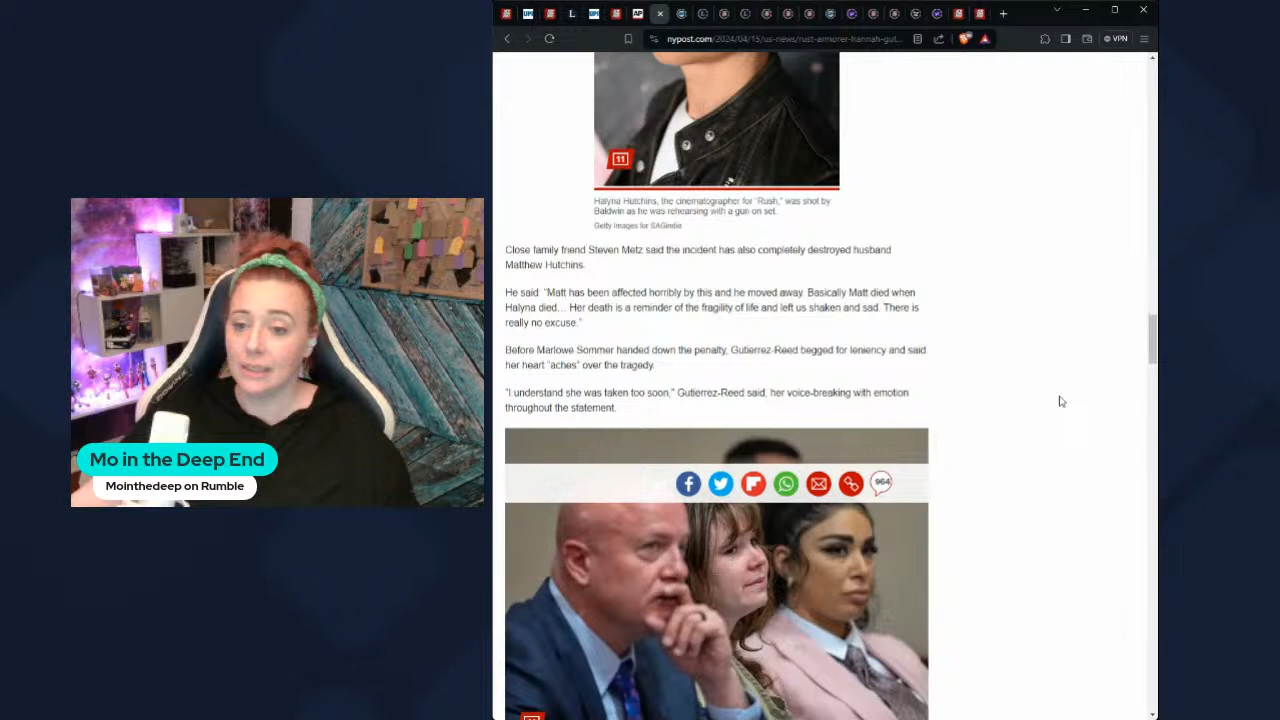 nypost.com/2024/04/15/us-news/rust-armorer-hannah-gut...
VPN
11
Halyna Hutchins, the cinematographer for "Rush," was shot by
Baldwin as he was rehearsing with a gun on set.
Getty Images for SAGindie
Close family friend Steven Metz said the incident has also completely destroyed husband
Matthew Hutchins.
He said: "Matt has been affected horribly by this and he moved away. Basically Matt died when
Halyna died… Her death is a reminder of the fragility of life and left us shaken and sad. There is
really no excuse."
Before Marlowe Sommer handed down the penalty, Gutierrez-Reed begged for leniency and said
her heart "aches" over the tragedy.
"I understand she was taken too soon," Gutierrez-Reed said, her voice-breaking with emotion
throughout the statement.
964
Mo in the Deep End
Mointhedeep on Rumble